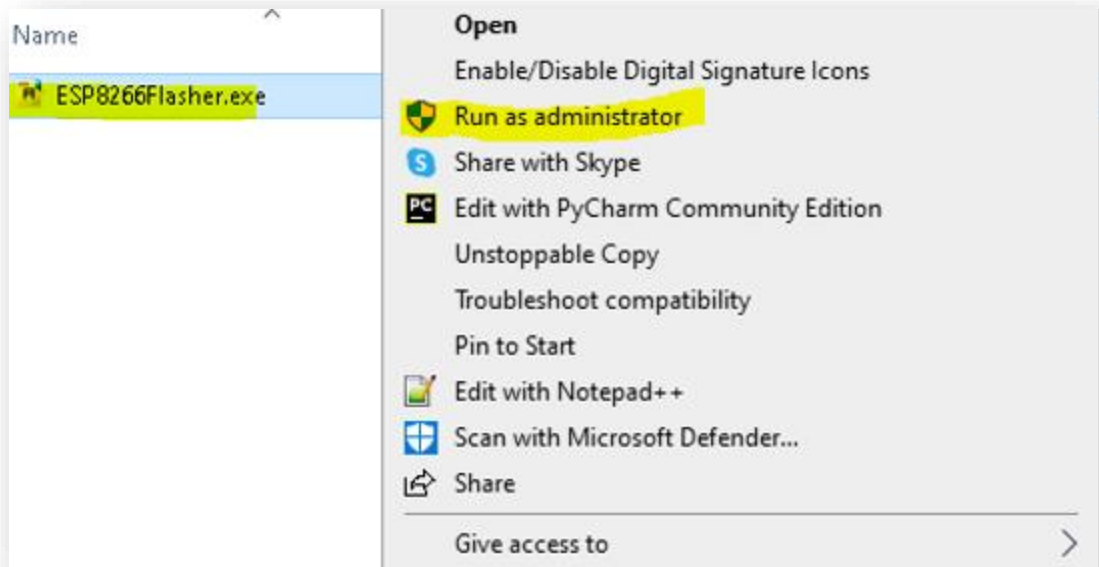 Name
ESP8266Flasher.exe
Open
Enable/Disable Digital Signature Icons
Run as administrator
S Share with Skype
PC Edit with PyCharm Community Edition
Unstoppable Copy
Troubleshoot compatibility
Pin to Start
Edit with Notepad++
Scan with Microsoft Defender...
Share
Give access to